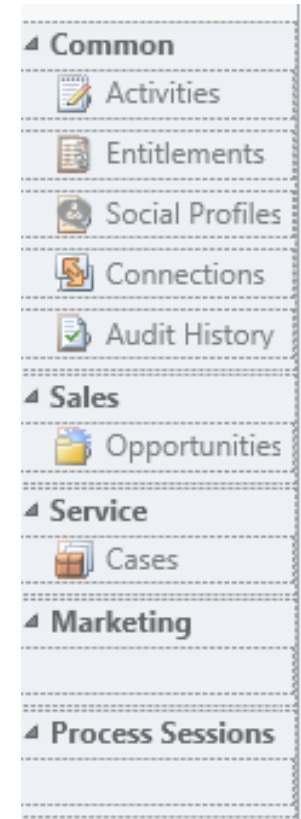 Common
Activities
Entitlements
Social Profiles
Connections
Audit History
Sales
Opportunities
Service
Cases
Marketing
Process Sessions